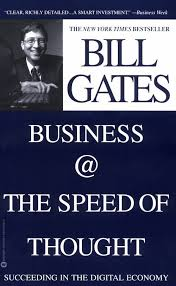 "CLEAR, RICHLY DETAILED...A SMART INVESTMENT." —Business Week
THE NEW YORK TIMES BESTSELLER
BILL
GATES
BUSINESS
@
THE SPEED OF
THOUGHT
SUCCEEDING IN THE DIGITAL ECONOMY